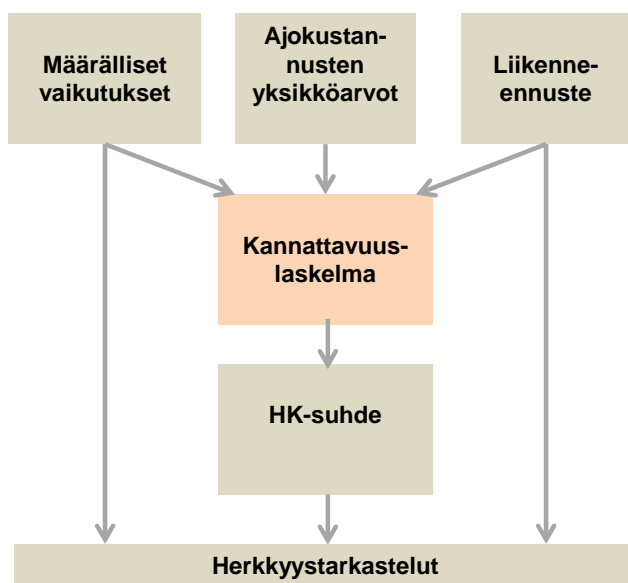 Määrälliset
vaikutukset
Ajokustan-
nusten
yksikköarvot
Liikenne-
ennuste
Kannattavuus-
laskelma
HK-suhde
Herkkyystarkastelut